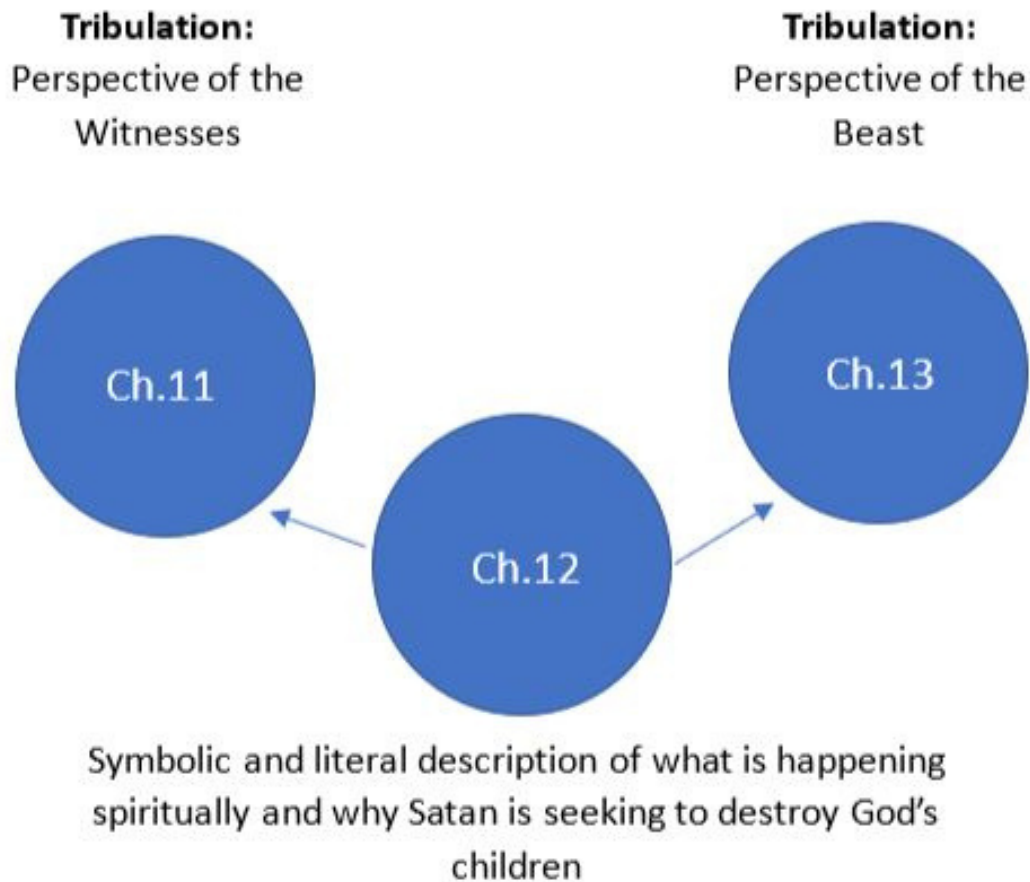 Tribulation:
Perspective of the
Witnesses
Tribulation:
Perspective of the
Beast
Ch.11
Ch.13
Ch.12
Symbolic and literal description of what is happening
spiritually and why Satan is seeking to destroy God's
children